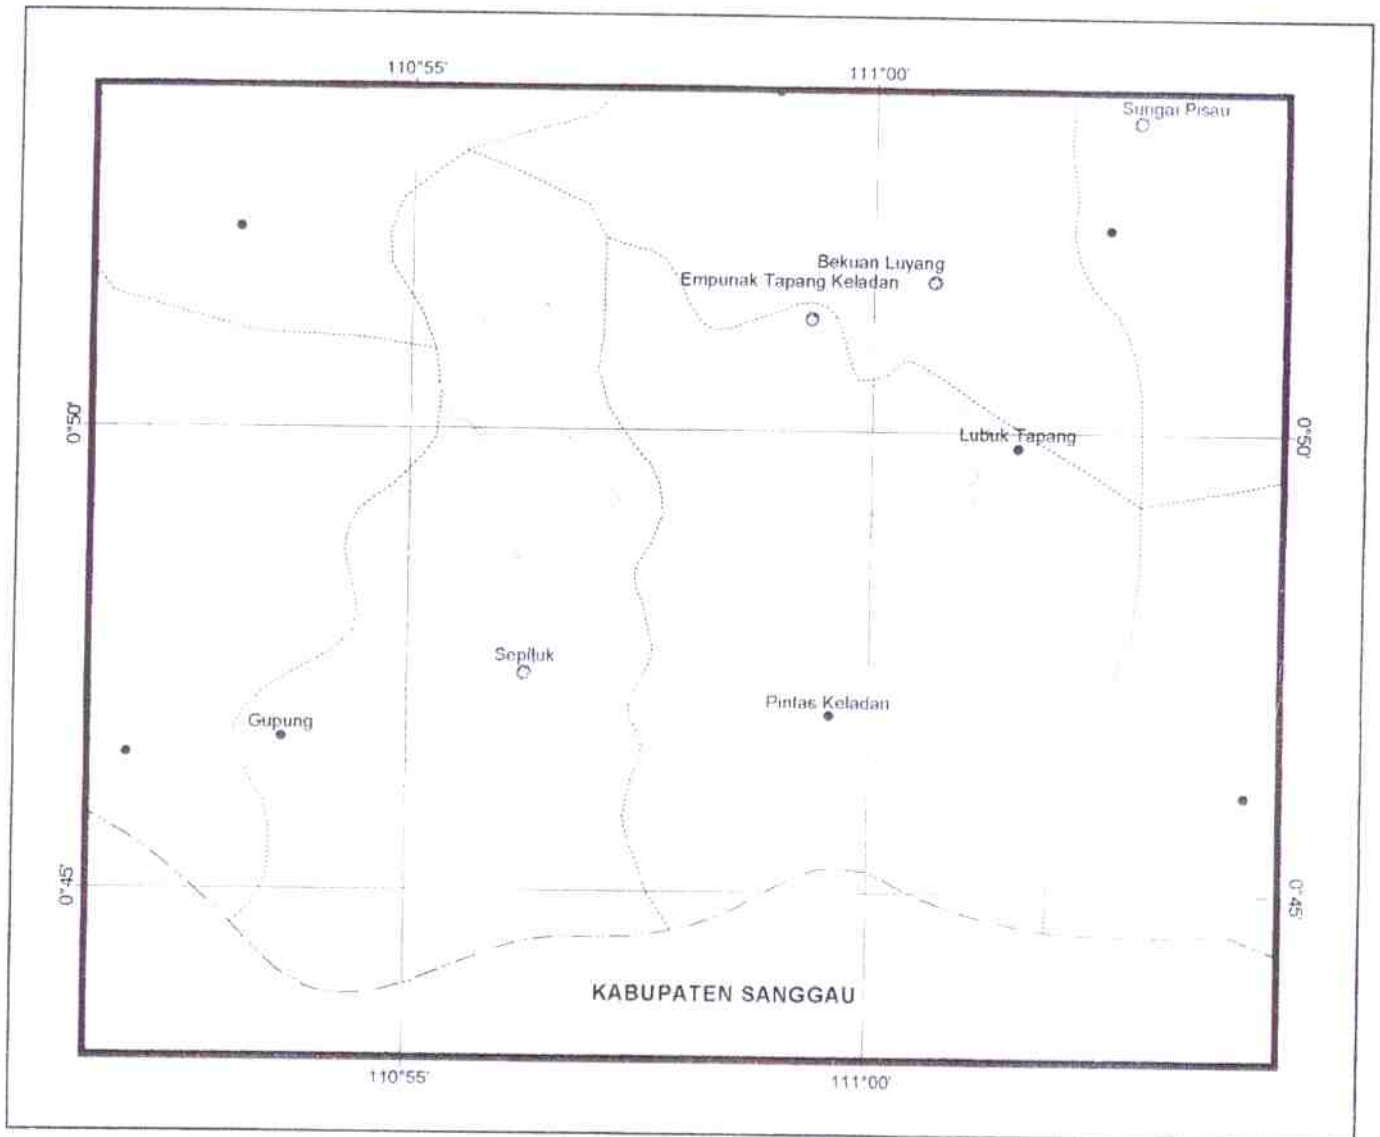 110°55'
111°00'
Sungai Pisau
Bekuan Luyang
Empunak Tapang Keladan
0°50'
0°50'
Lubuk Tapang
Sepiluk
Pintas Keladan
Gupung
0°45'
0°45'
KABUPATEN SANGGAU
110°55'
111°00'